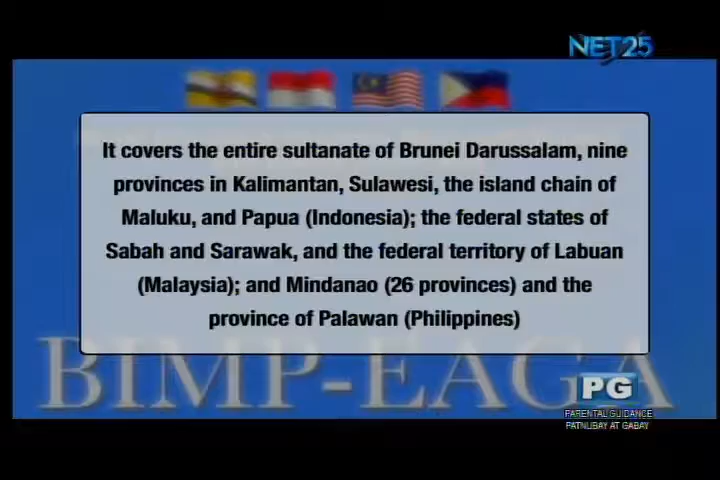 NET25
It covers the entire sultanate of Brunei Darussalam, nine
provinces in Kalimantan, Sulawesi, the island chain of
Maluku, and Papua (Indonesia); the federal states of
Sabah and Sarawak, and the federal territory of Labuan
(Malaysia); and Mindanao (26 provinces) and the
province of Palawan (Philippines)
BIMP-EAGA
PG
PARENTAL GUIDANCE
PATNUBAY AT GABAY